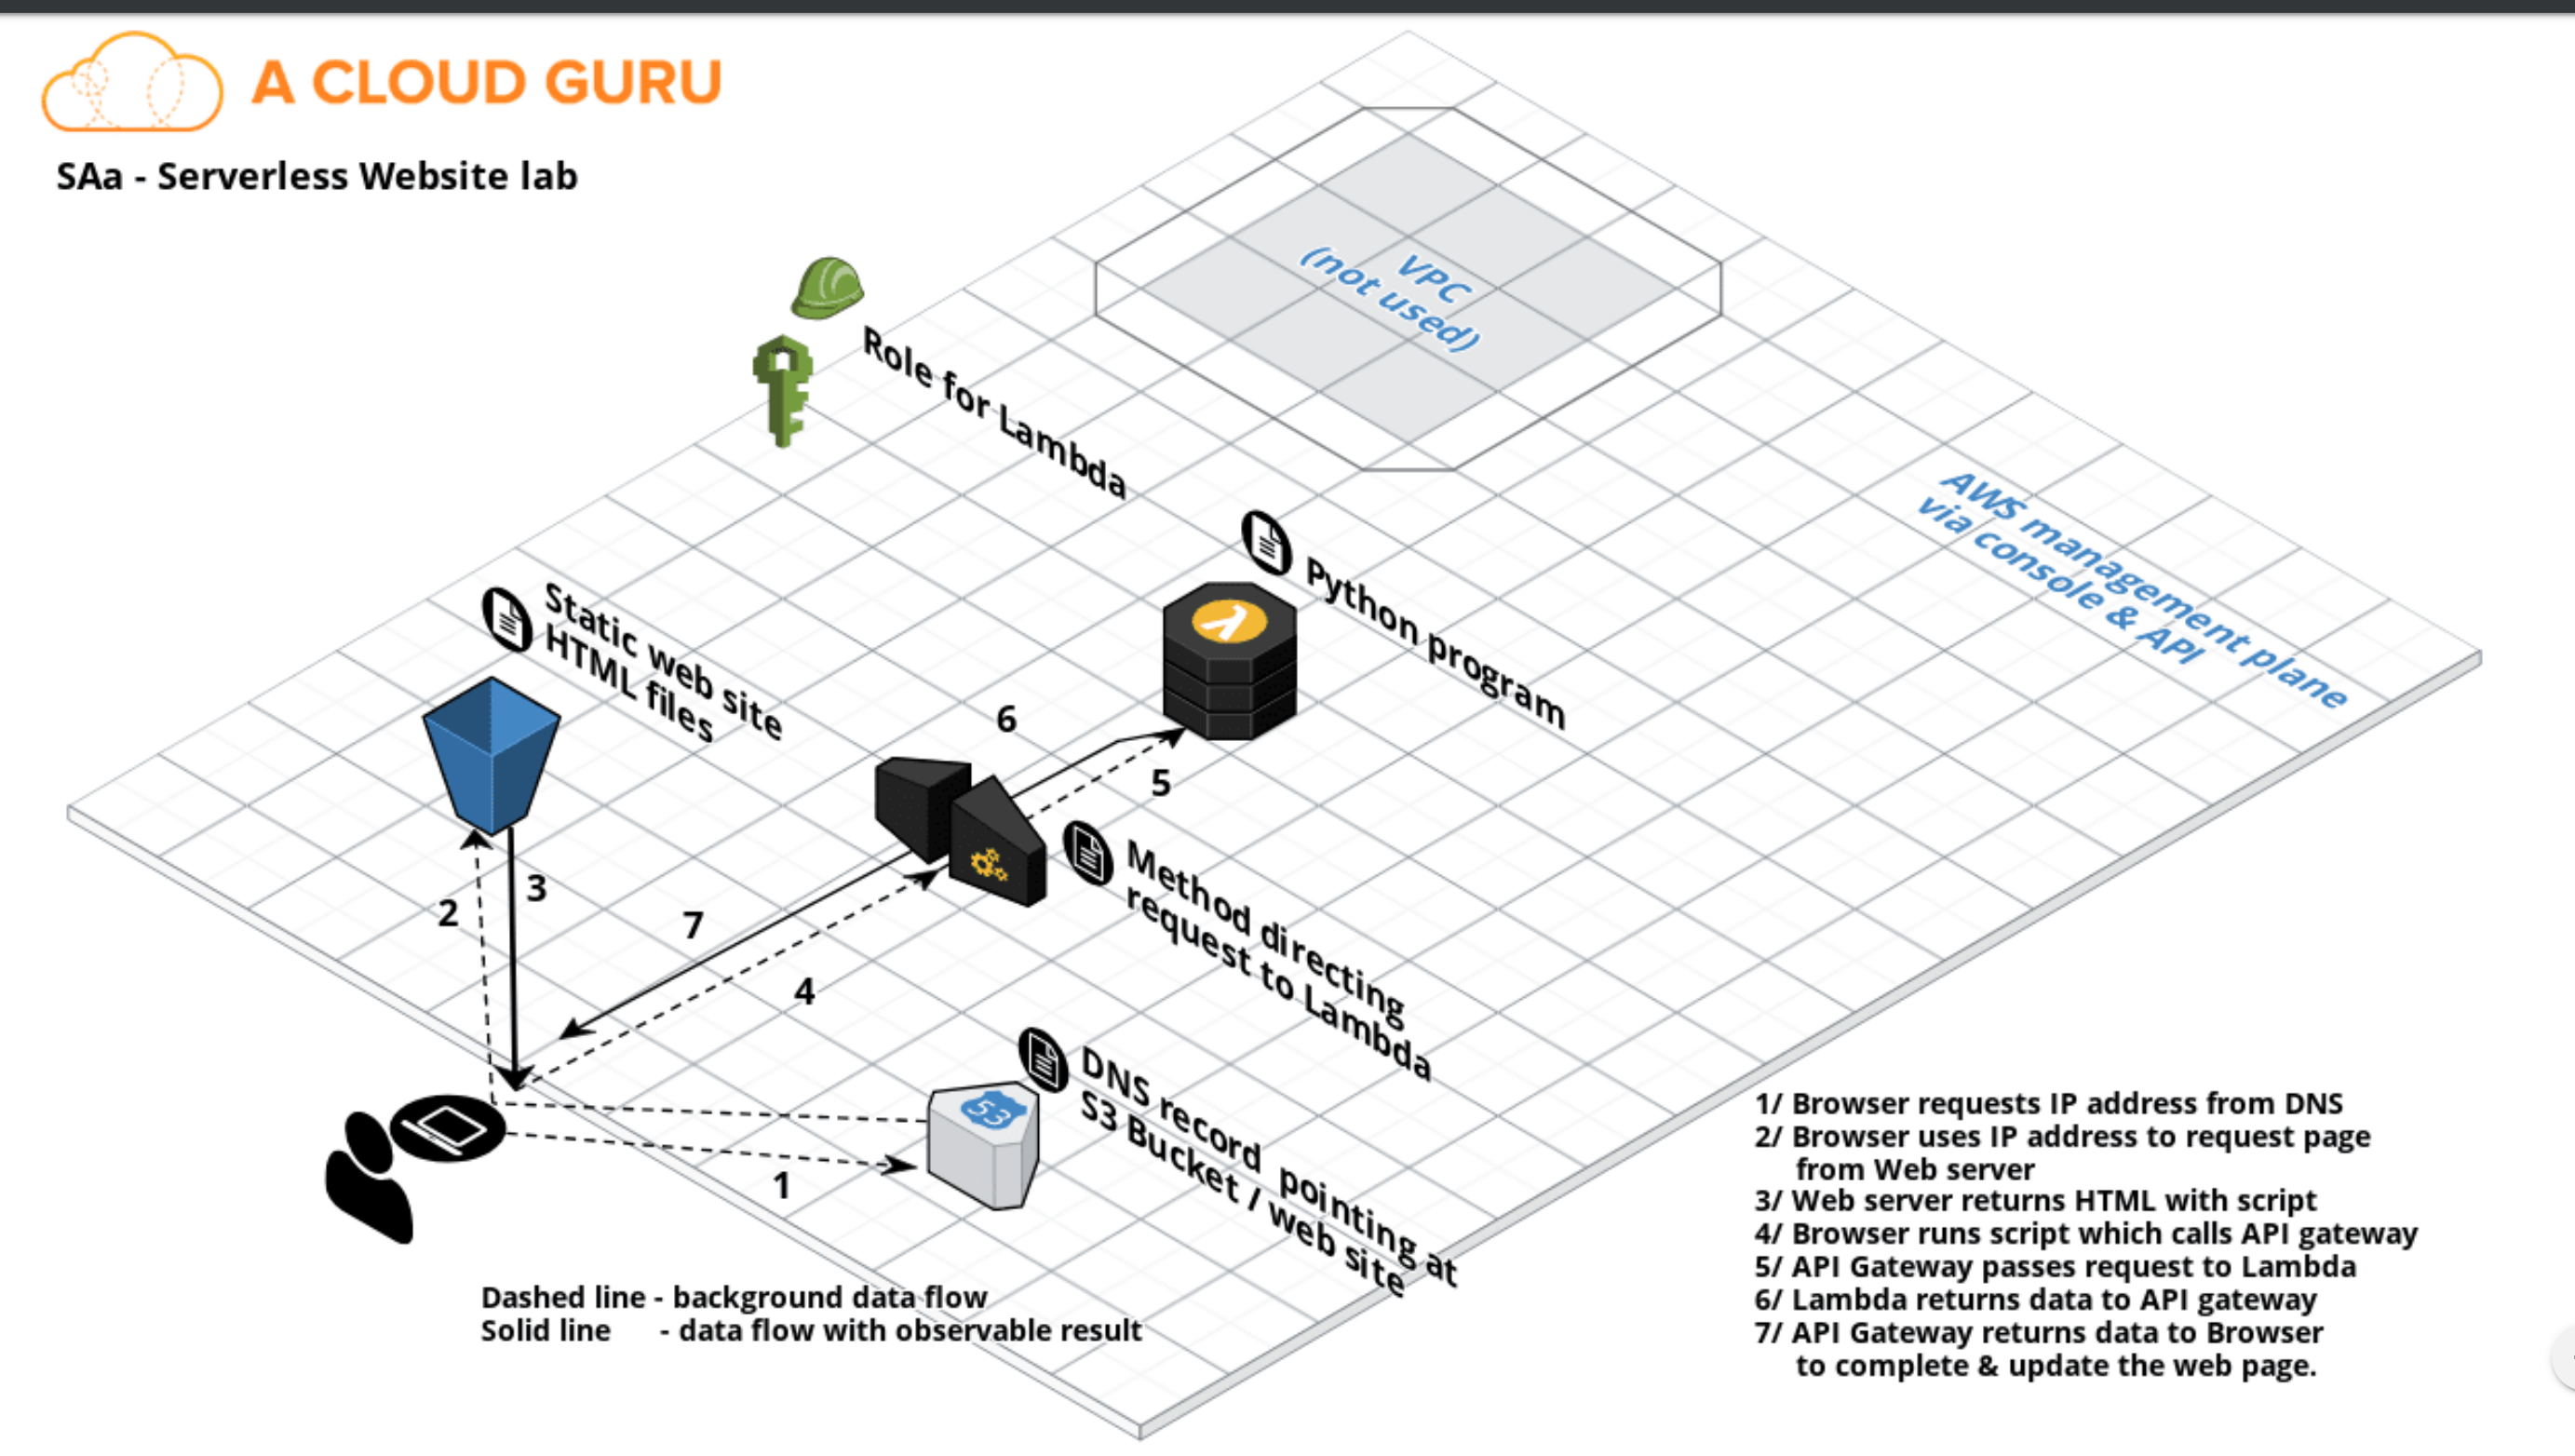 A CLOUD GURU
SAa - Serverless Website lab
VPC
(not used)
Role for Lambda
AWS management plane
via console & API
Python program
Static web site
HTML files
6
5
3
2
7
4
Method directing
request to Lambda
DNS record  pointing at
S3 Bucket / web site
53
1
Dashed line - background data flow
Solid line      - data flow with observable result
1/ Browser requests IP address from DNS
2/ Browser uses IP address to request page
from Web server
3/ Web server returns HTML with script
4/ Browser runs script which calls API gateway
5/ API Gateway passes request to Lambda
6/ Lambda returns data to API gateway
7/ API Gateway returns data to Browser
to complete & update the web page.